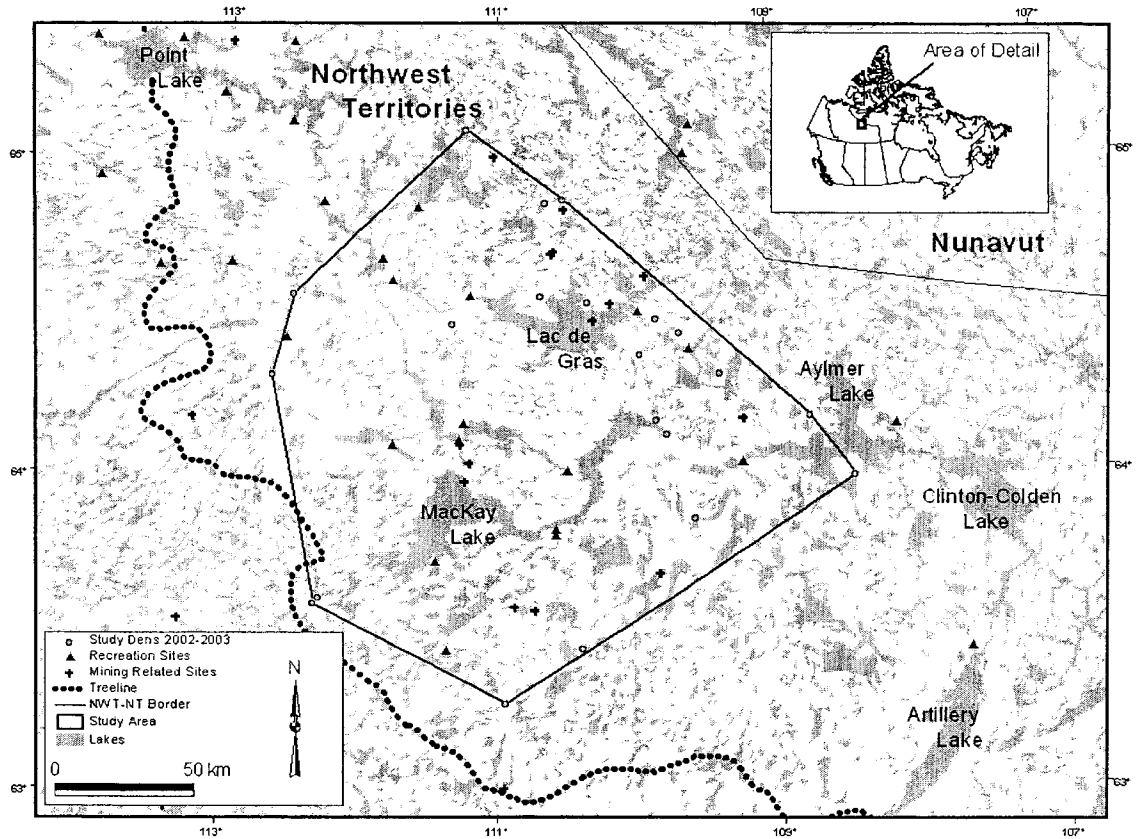 113°
111°
109°
107°
Point
Lake
Northwest
Territories
Area of Detail
65°
65°
Nunavut
Lac de
Gras
Aylmer
Lake
64°
64°
MacKay
Lake
Clinton-Colden
Lake
Artillery
Lake
Study Dens 2002-2003
Recreation Sites
Mining Related Sites
Treeline
NWT-NT Border
Study Area
Lakes
N
0
50 km
63°
63°
113°
111°
109°
107°